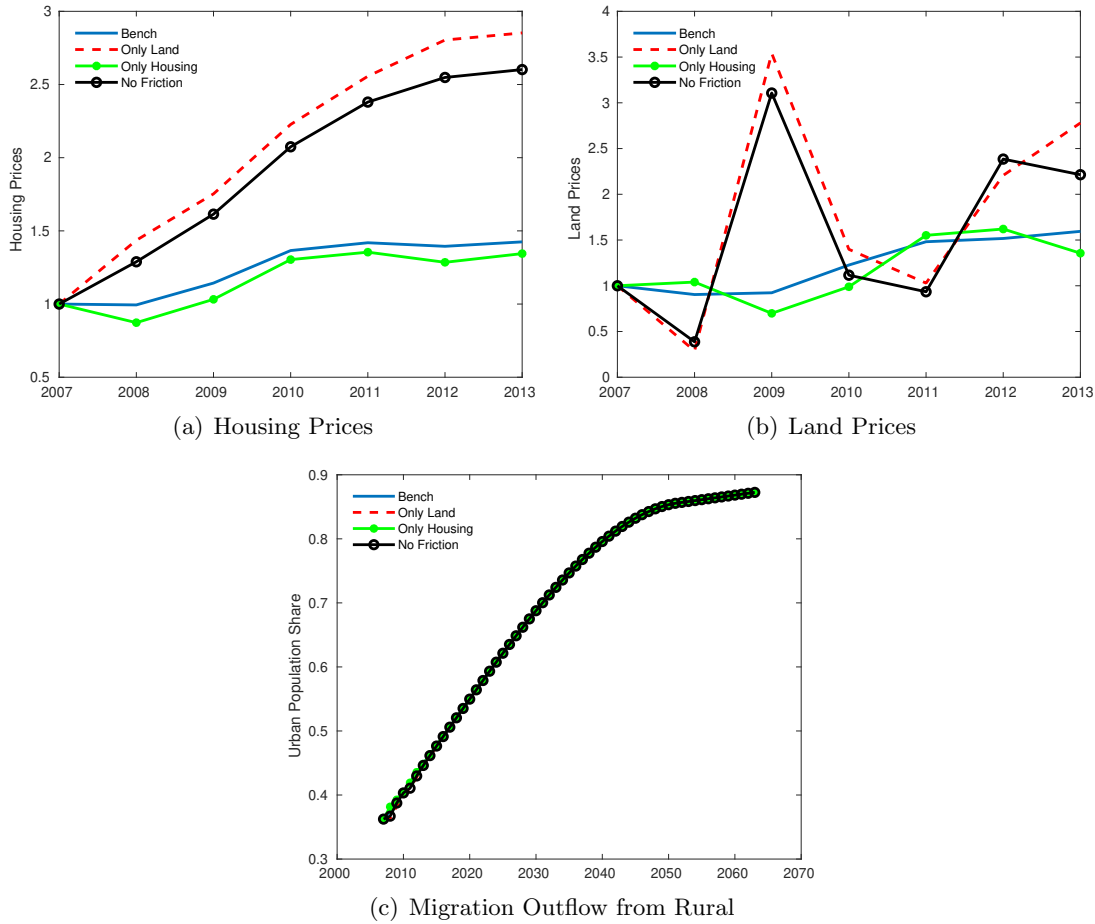 3
2.5
2
1.5
1
0.5
Housing Prices
Bench
Only Land
Only Housing
No Friction
2007 2008 2009 2010 2011 2012 2013
(a) Housing Prices
4
3.5
3
2.5
2
1.5
1
0.5
0
Land Prices
Bench
Only Land
Only Housing
No Friction
2007 2008 2009 2010 2011 2012 2013
(b) Land Prices
0.9
0.8
0.7
0.6
0.5
0.4
0.3
Urban Population Share
Bench
Only Land
Only Housing
No Friction
2000 2010 2020 2030 2040 2050 2060 2070
(c) Migration Outflow from Rural